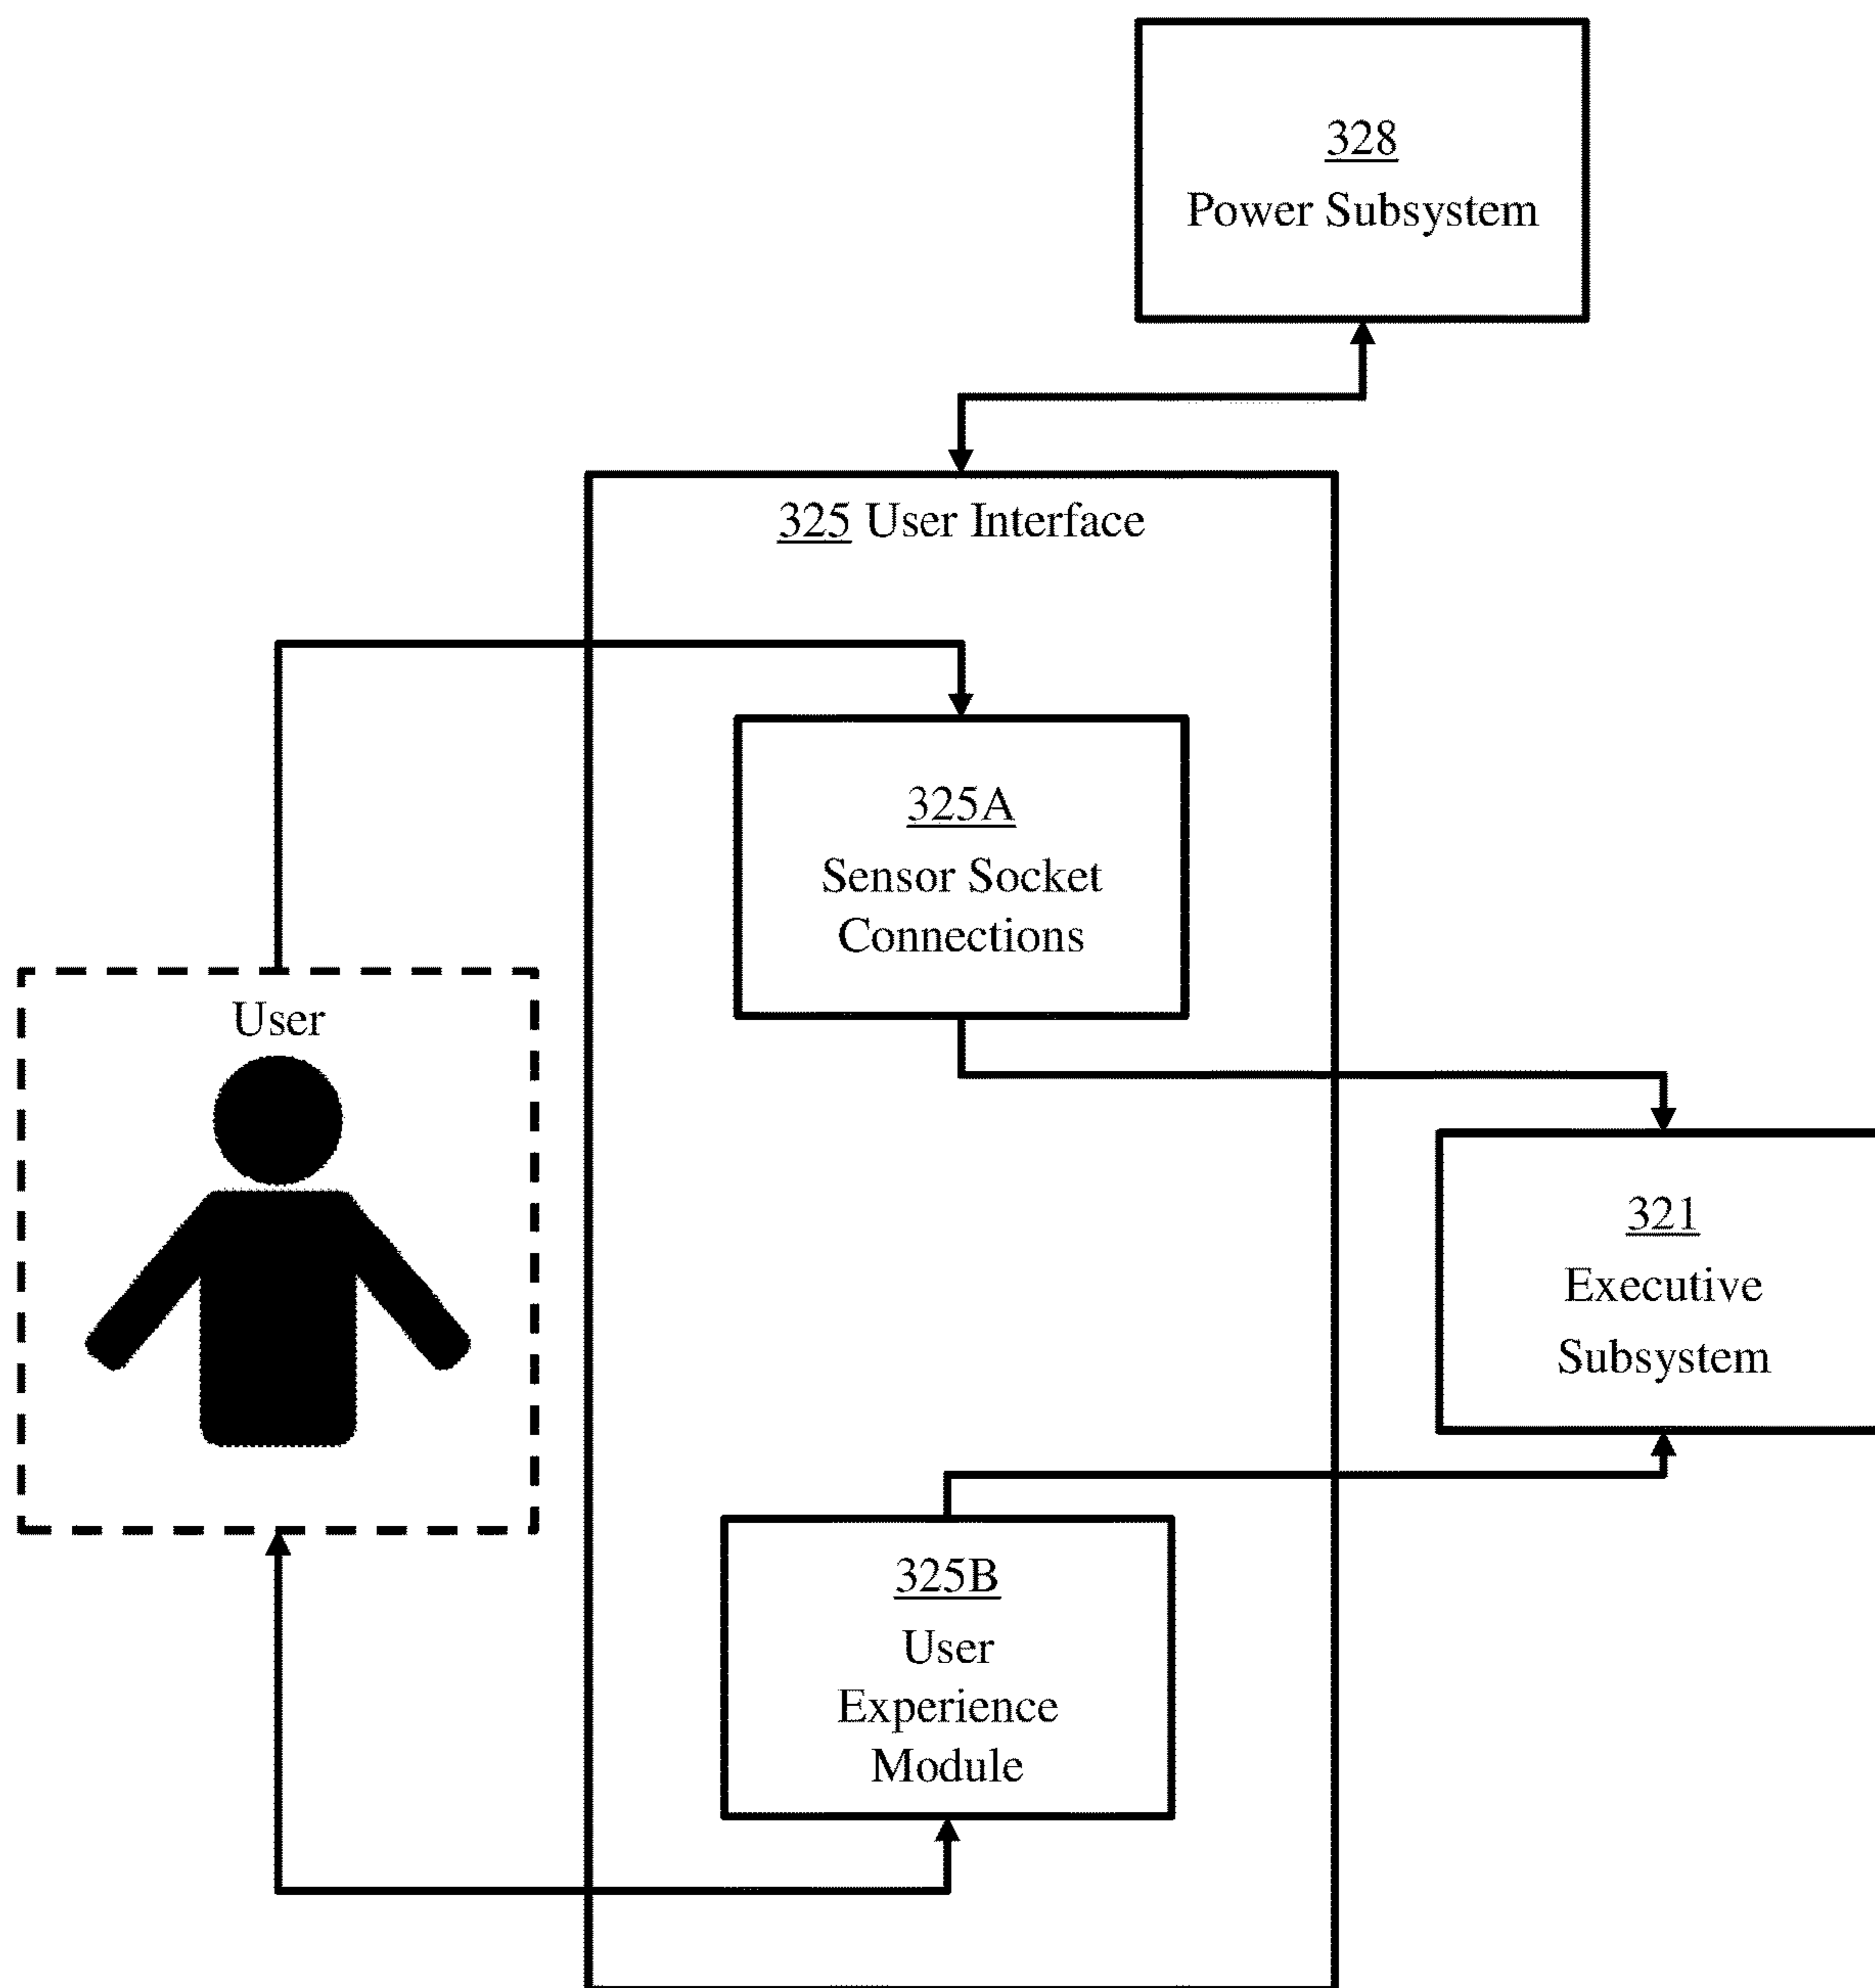 328
Power Subsystem
325 User Interface
325A
Sensor Socket
Connections
User
321
Executive
Subsystem
325B
User
Experience
Module